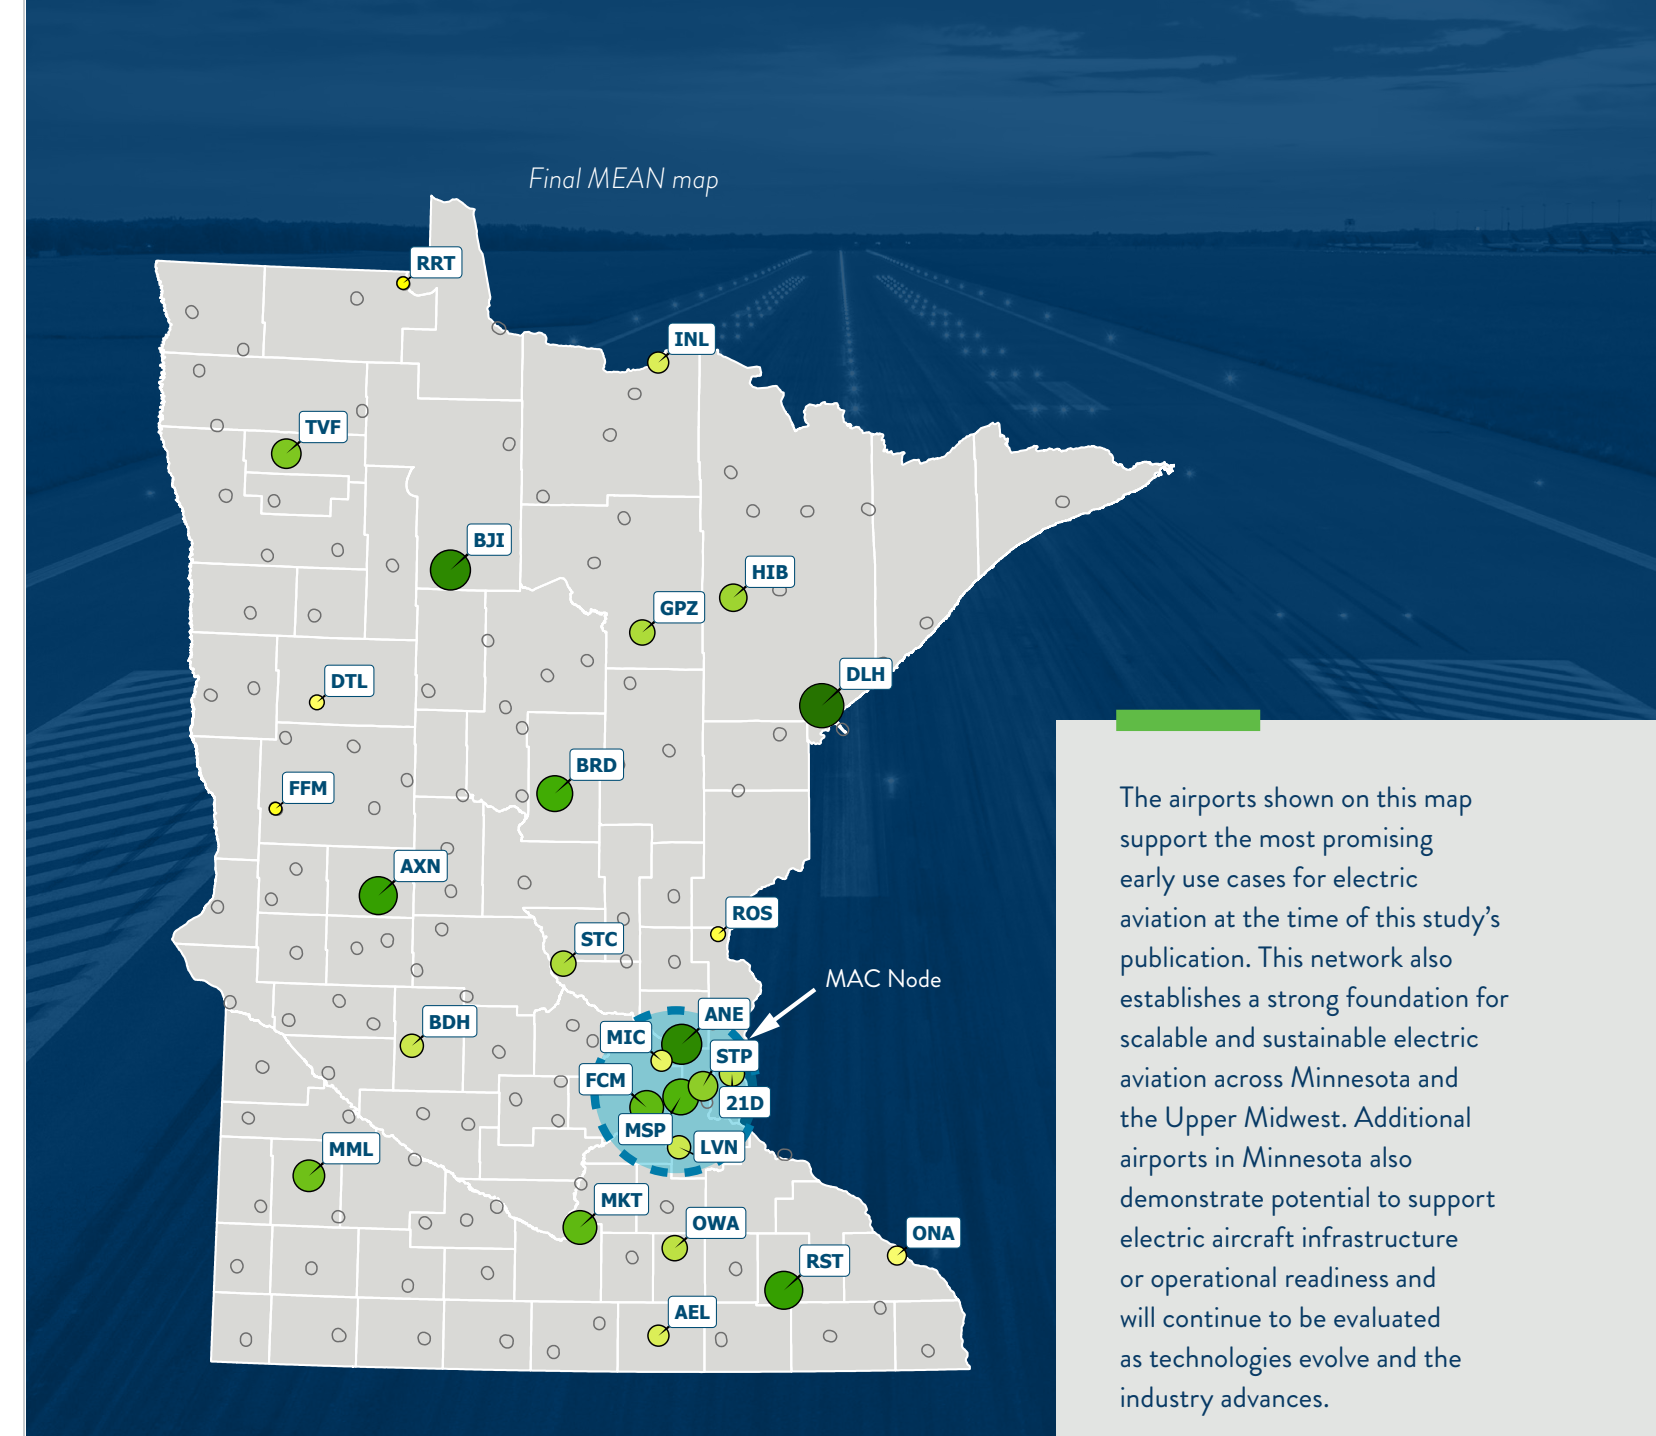 Final MEAN map
RRT
INL
TVF
BJI
HIB
GPZ
DLH
DTL
BRD
FFM
AXN
ROS
STC
MAC Node
ANE
BDH
MIC
STP
FCM
21D
MSP
LVN
MML
MKT
OWA
ONA
RST
AEL
The airports shown on this map
support the most promising
early use cases for electric
aviation at the time of this study's
publication. This network also
establishes a strong foundation for
scalable and sustainable electric
aviation across Minnesota and
the Upper Midwest. Additional
airports in Minnesota also
demonstrate potential to support
electric aircraft infrastructure
or operational readiness and
will continue to be evaluated
as technologies evolve and the
industry advances.